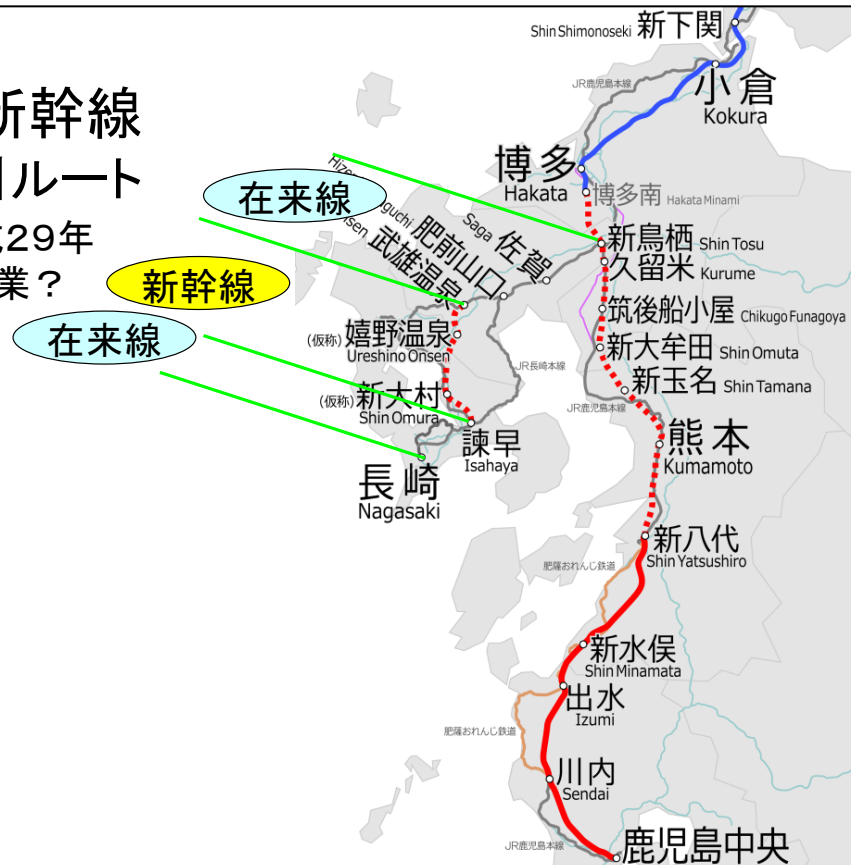 新幹線
ルート
29年
業？
在来線
新幹線
在来線
Shin Shimonoseki 新下関
JR鹿児島本線
小倉
Kokura
博多
Hakata
博多南 Hakata Minami
新鳥栖 Shin Tosu
久留米 Kurume
Saga 佐賀
肥前山口
武雄温泉
筑後船小屋 Chikugo Funagoya
(仮称) 嬉野温泉
Ureshino Onsen
新大牟田 Shin Omuta
JR長崎本線
新玉名 Shin Tamana
(仮称) 新大村
Shin Omura
JR鹿児島本線
諫早
Isahaya
熊本
Kumamoto
長崎
Nagasaki
新八代
Shin Yatsushiro
肥薩おれんじ鉄道
新水俣
Shin Minamata
出水
Izumi
肥薩おれんじ鉄道
川内
Sendai
JR鹿児島本線
鹿児島中央